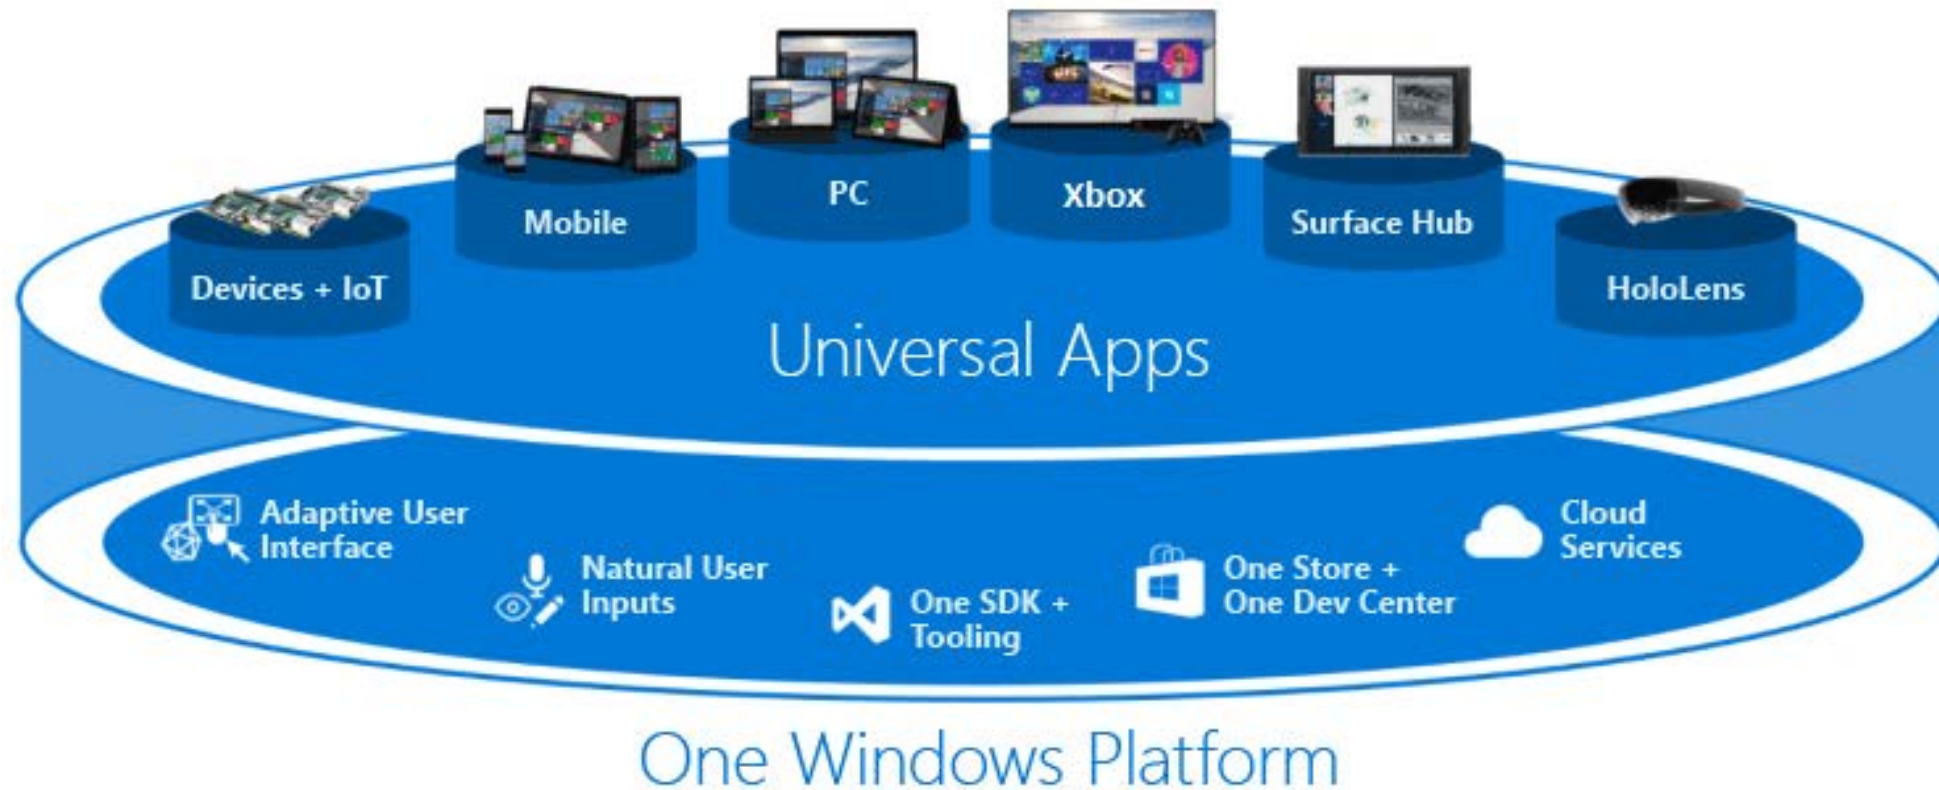 PC
Xbox
Mobile
Surface Hub
Devices + IoT
HoloLens
Universal Apps
Adaptive User
Interface
Natural User
Inputs
One SDK +
Tooling
One Store +
One Dev Center
Cloud
Services
One Windows Platform